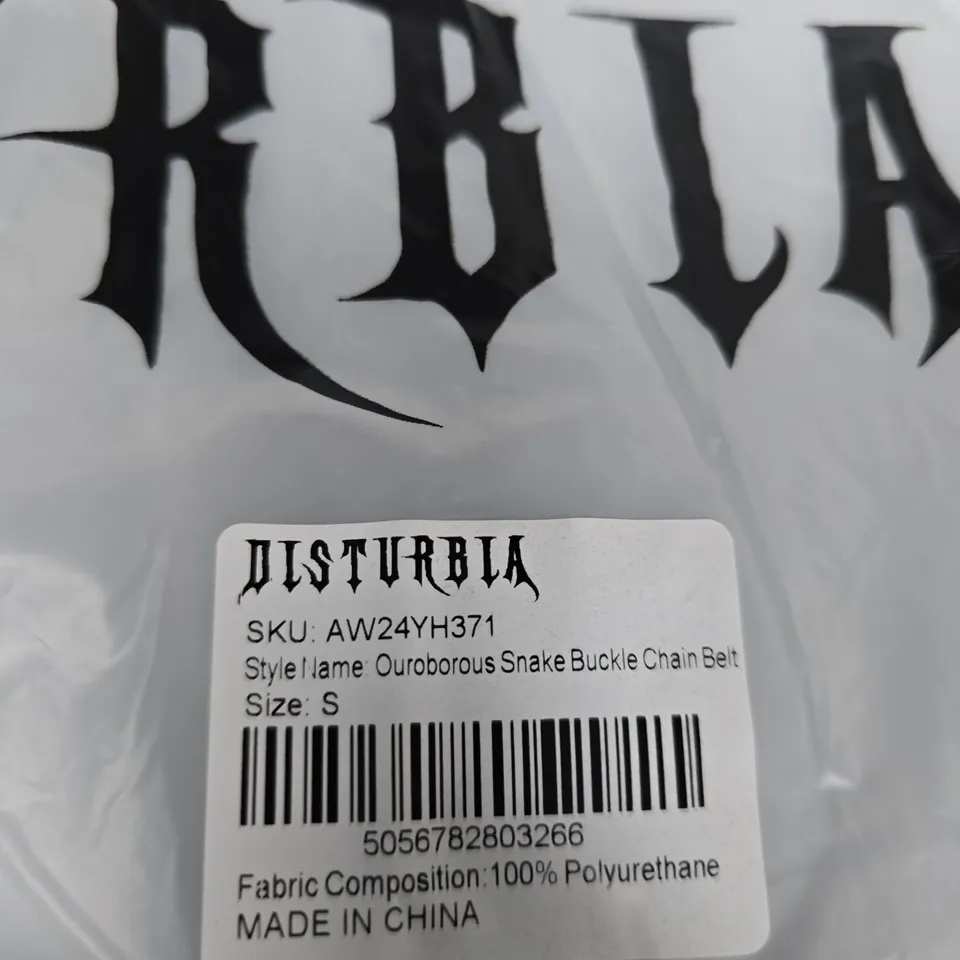 RBIA
DISTURBIA
SKU: AW24YH371
Style Name: Ouroborous Snake Buckle Chain Belt
Size: S
5056782803266
Fabric Composition:100% Polyurethane
MADE IN CHINA